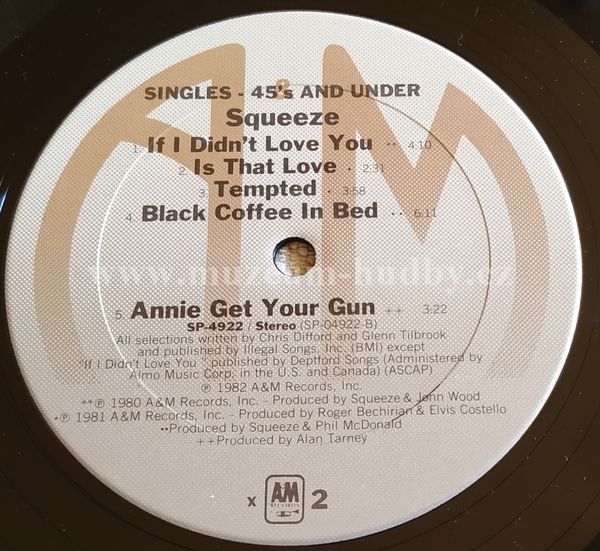 SINGLES - 45's AND UNDER
Squeeze
1. If I Didn't Love You ** 4:10
2. Is That Love · 2:31
3. Tempted · 3:58
4. Black Coffee In Bed ·· 6:11
5. Annie Get Your Gun ++ 3:22
SP-4922 / Stereo (SP-04922-B)
All selections written by Chris Difford and Glenn Tilbrook
and published by Illegal Songs, Inc. (BMI) except
"If I Didn't Love You" published by Deptford Songs (Administered by
Almo Music Corp. in the U.S. and Canada) (ASCAP)
℗ 1982 A&M Records, Inc.
**℗ 1980 A&M Records, Inc. - Produced by Squeeze & John Wood
·℗ 1981 A&M Records, Inc. - Produced by Roger Bechirian & Elvis Costello
··Produced by Squeeze & Phil McDonald
++Produced by Alan Tarney
x A&M RECORDS 2